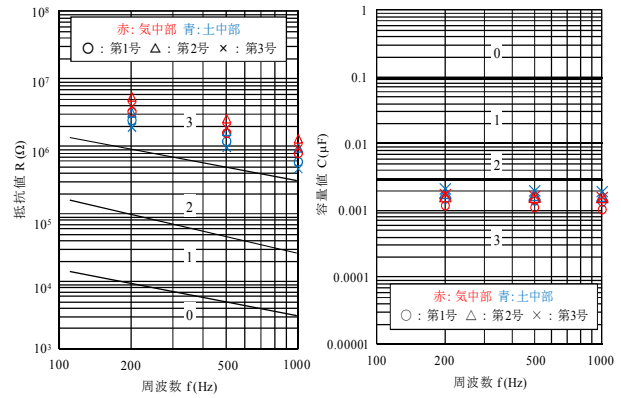 赤: 気中部 青: 土中部
○ : 第1号 △ : 第2号 × : 第3号
抵抗値 R (Ω)
10⁸
10⁷
10⁶
10⁵
10⁴
10³
3
2
1
0
100 200 500 1000
周波数 f (Hz)
容量値 C(μF)
1
0.1
0.01
0.001
0.0001
0.00001
0
1
2
3
赤: 気中部 青: 土中部
○ : 第1号 △ : 第2号 × : 第3号
100 200 500 1000
周波数 f (Hz)